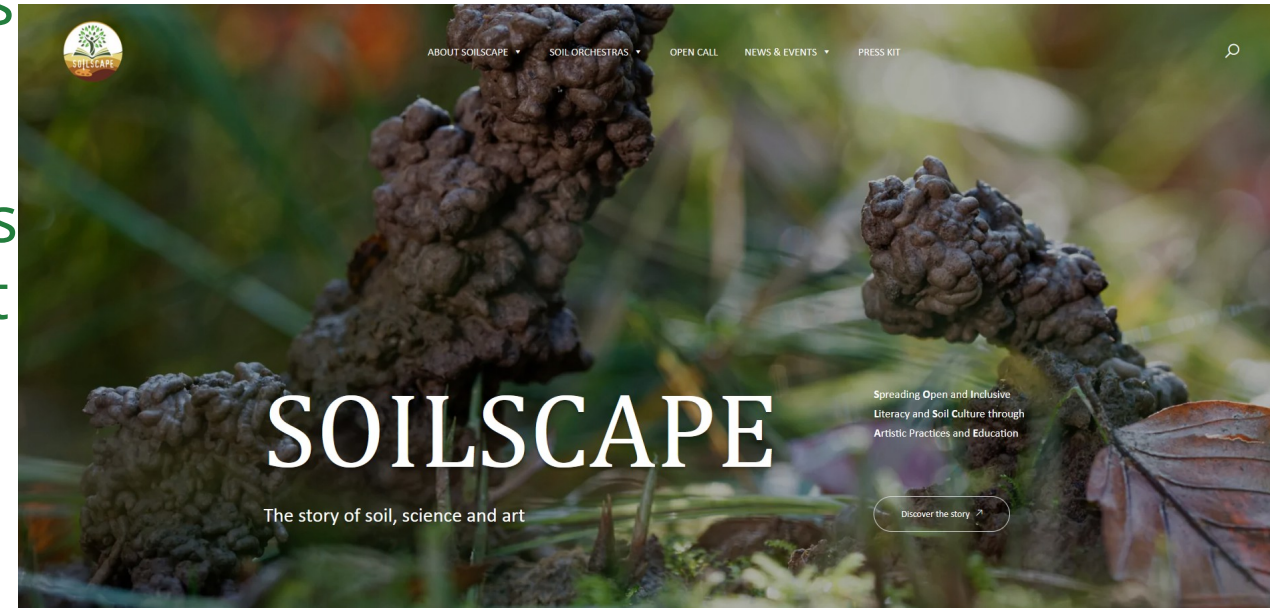 s
s
t
SOILSCAPE
ABOUT SOILSCAPE
SOIL ORCHESTRAS
OPEN CALL
NEWS & EVENTS
PRESS KIT
SOILSCAPE
The story of soil, science and art
Spreading Open and Inclusive
Literacy and Soil Culture through
Artistic Practices and Education
Discover the story